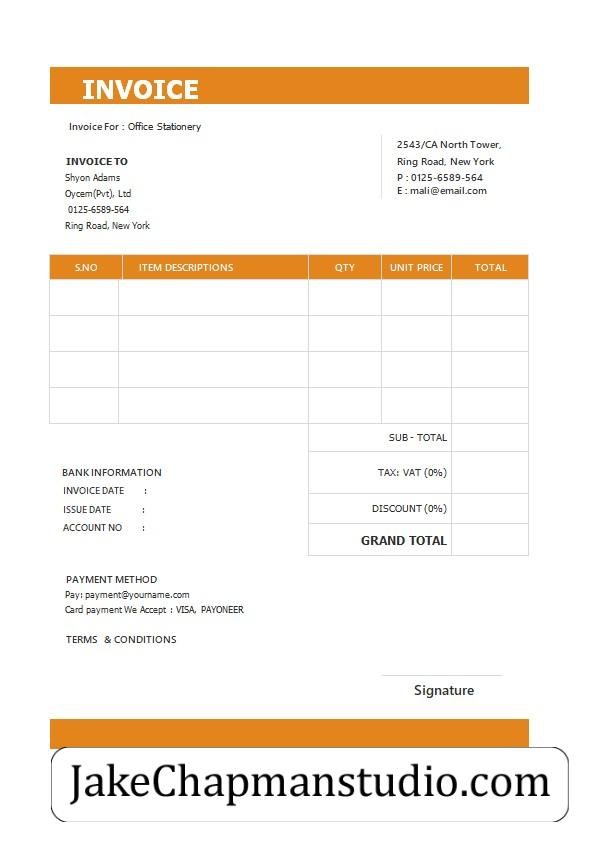 INVOICE
Invoice For : Office Stationery
2543/CA North Tower,
Ring Road, New York
P : 0125-6589-564
E : mali@email.com
INVOICE TO
Shyon Adams
Oycem(Pvt), Ltd
0125-6589-564
Ring Road, New York
S.NO ITEM DESCRIPTIONS QTY UNIT PRICE TOTAL
SUB - TOTAL
TAX: VAT (0%)
DISCOUNT (0%)
GRAND TOTAL
BANK INFORMATION
INVOICE DATE :
ISSUE DATE :
ACCOUNT NO :
PAYMENT METHOD
Pay: payment@yourname.com
Card payment We Accept : VISA, PAYONEER
TERMS & CONDITIONS
Signature
JakeChapmanstudio.com